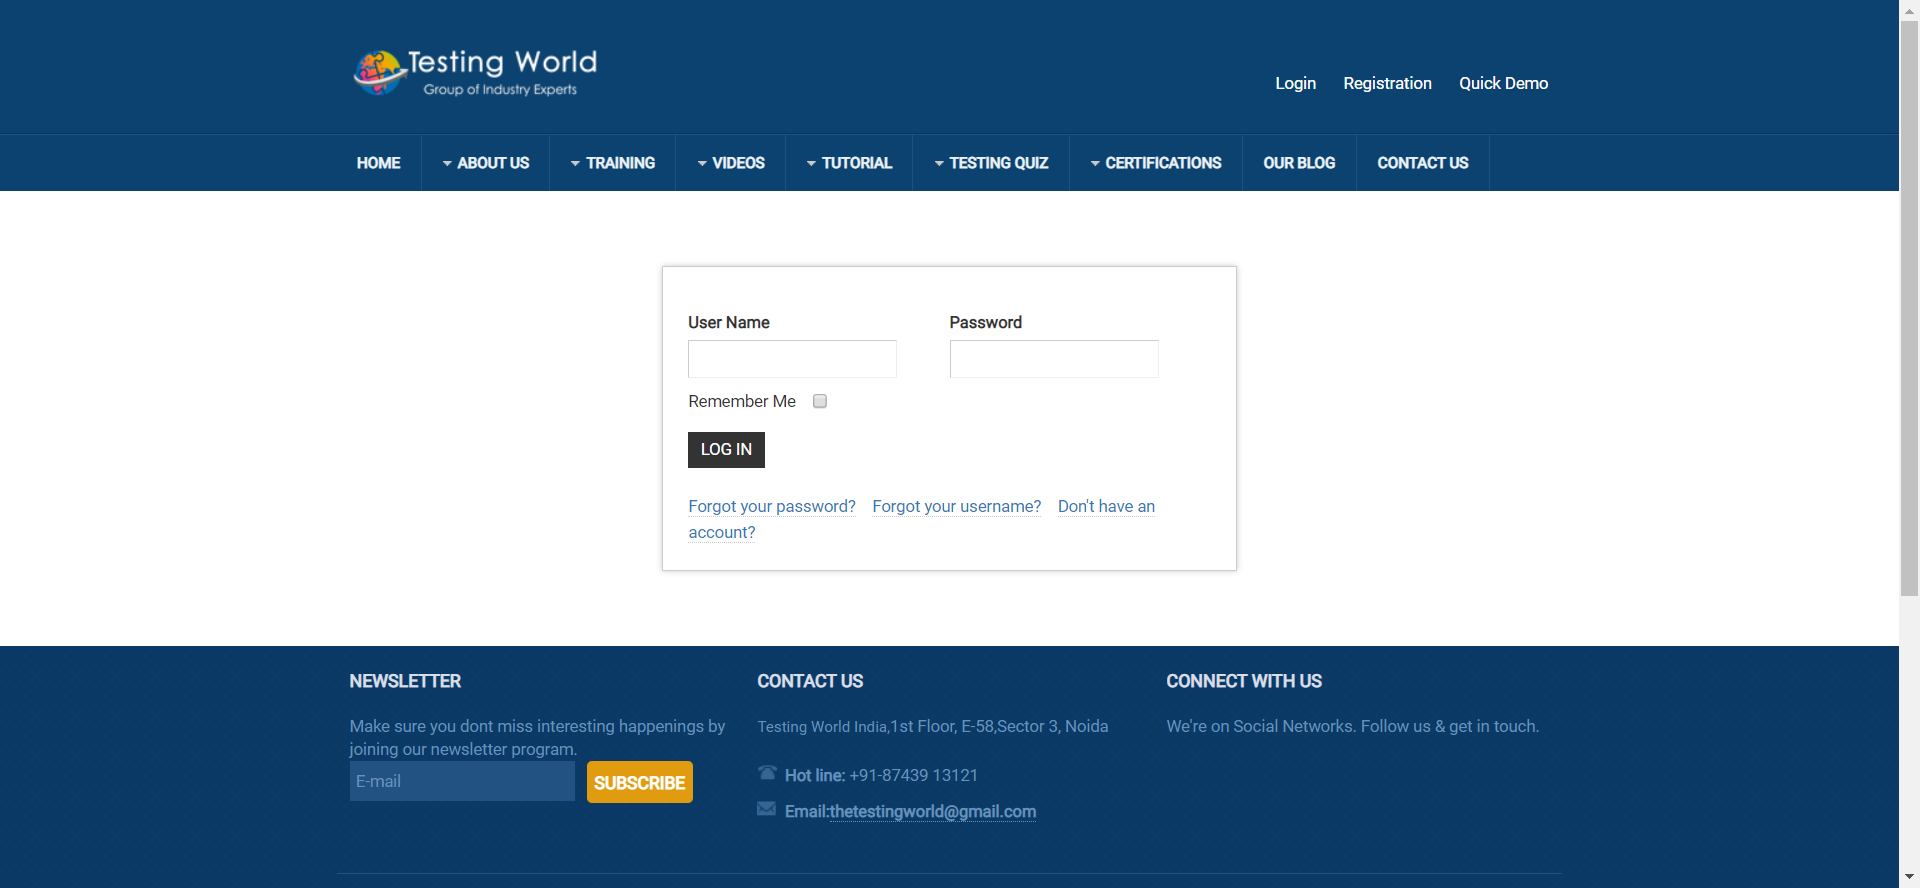 Testing World
Group of Industry Experts
Login Registration Quick Demo
HOME ABOUT US TRAINING VIDEOS TUTORIAL TESTING QUIZ CERTIFICATIONS OUR BLOG CONTACT US
User Name Password
Remember Me
LOG IN
Forgot your password? Forgot your username? Don't have an
account?
NEWSLETTER
Make sure you dont miss interesting happenings by
joining our newsletter program.
E-mail SUBSCRIBE
CONTACT US
Testing World India,1st Floor, E-58,Sector 3, Noida
Hot line: +91-87439 13121
Email:thetestingworld@gmail.com
CONNECT WITH US
We're on Social Networks. Follow us & get in touch.